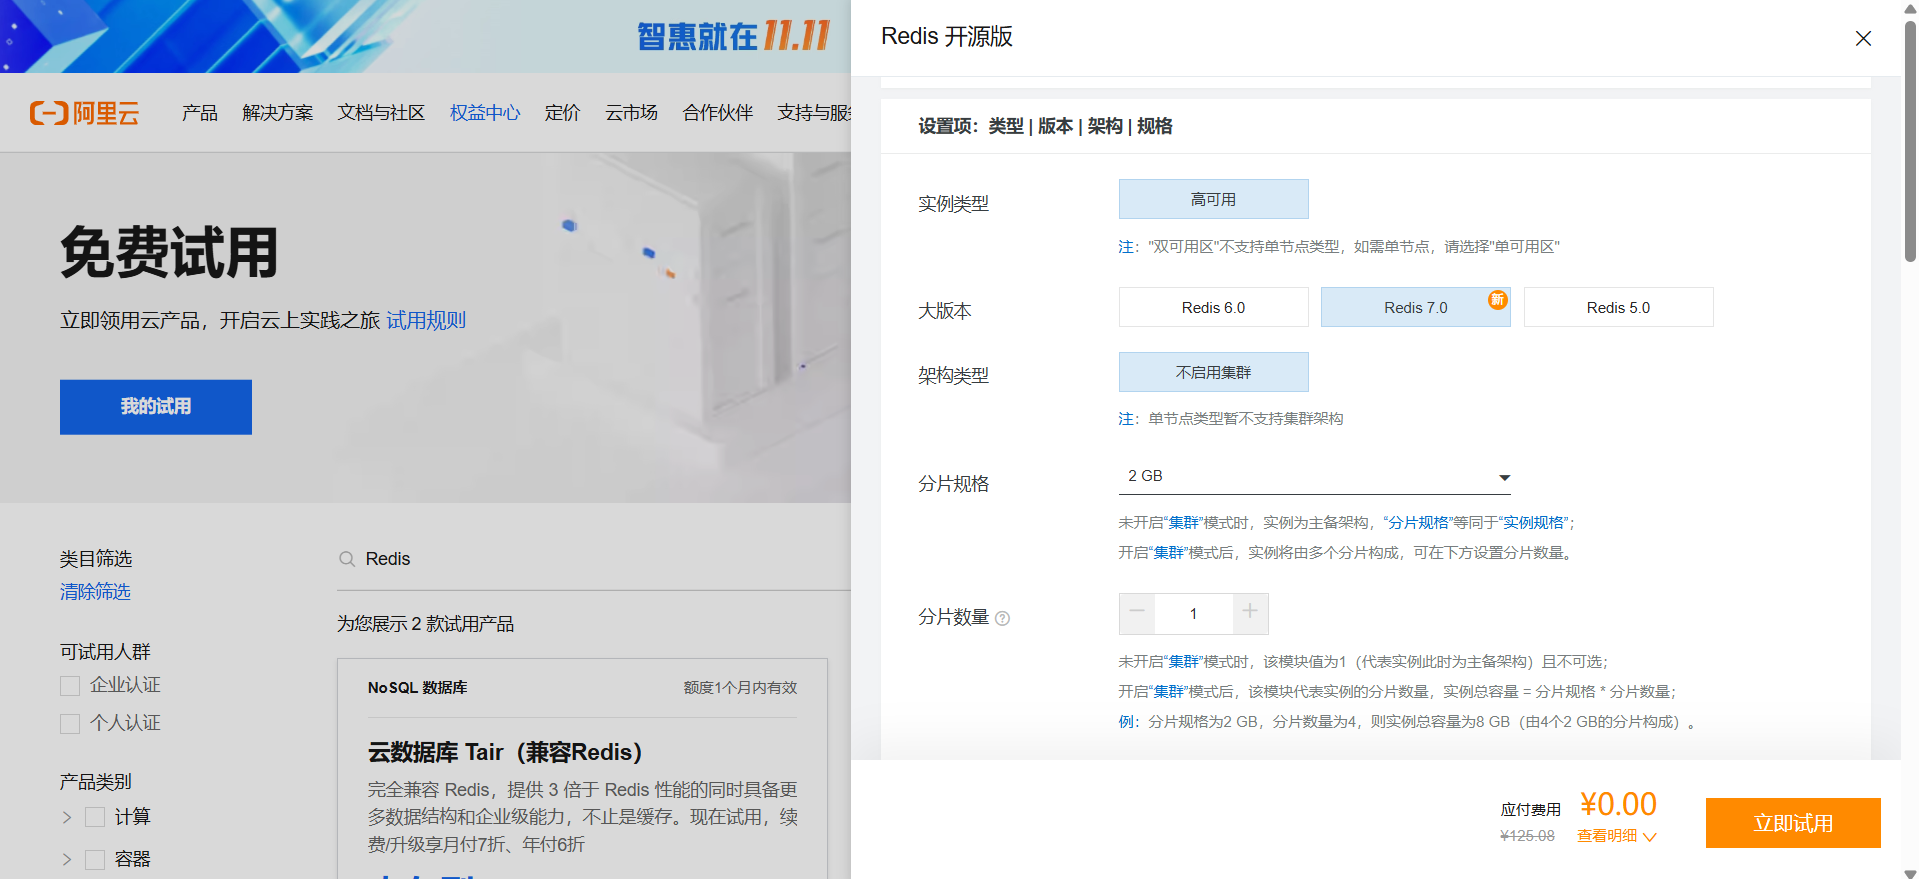 智惠就在11.11
阿里云
产品 解决方案 文档与社区 权益中心 定价 云市场 合作伙伴 支持与服
免费试用
立即领用云产品，开启云上实践之旅 试用规则
我的试用
类目筛选
清除筛选
可试用人群
企业认证
个人认证
产品类别
计算
容器
Redis
为您展示 2 款试用产品
NoSQL 数据库 额度1个月内有效
云数据库 Tair（兼容Redis）
完全兼容 Redis，提供 3 倍于 Redis 性能的同时具备更
多数据结构和企业级能力，不止是缓存。现在试用，续
费/升级享月付7折、年付6折
Redis 开源版
设置项：类型 | 版本 | 架构 | 规格
实例类型 高可用
注："双可用区"不支持单节点类型，如需单节点，请选择"单可用区"
大版本 Redis 6.0 Redis 7.0 新 Redis 5.0
架构类型 不启用集群
注：单节点类型暂不支持集群架构
分片规格 2 GB
未开启“集群”模式时，实例为主备架构，“分片规格”等同于“实例规格”；
开启“集群”模式后，实例将由多个分片构成，可在下方设置分片数量。
分片数量 ? 1
未开启“集群”模式时，该模块值为1（代表实例此时为主备架构）且不可选；
开启“集群”模式后，该模块代表实例的分片数量，实例总容量 = 分片规格 * 分片数量；
例：分片规格为2 GB，分片数量为4，则实例总容量为8 GB（由4个2 GB的分片构成）。
应付费用 ¥0.00
¥125.08 查看明细
立即试用